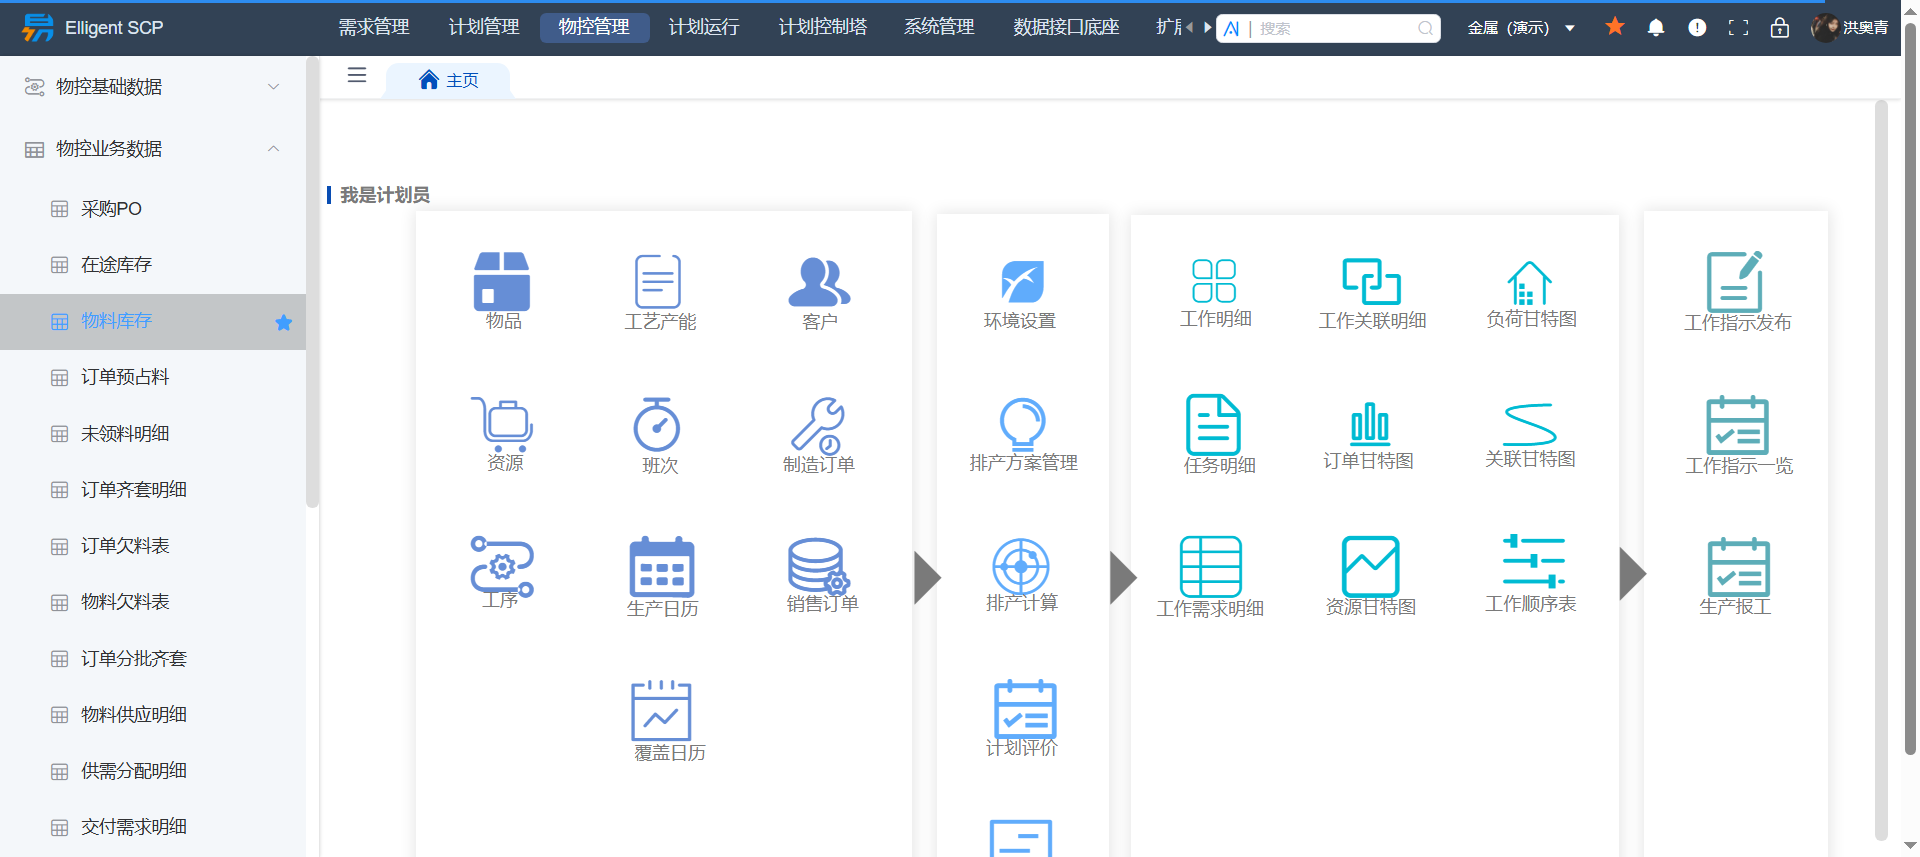 Elligent SCP
需求管理 计划管理 物控管理 计划运行 计划控制塔 系统管理 数据接口底座
搜索
金属 (演示)
洪奥青
物控基础数据
物控业务数据
采购PO
在途库存
物料库存
订单预占料
未领料明细
订单齐套明细
订单欠料表
物料欠料表
订单分批齐套
物料供应明细
供需分配明细
交付需求明细
主页
我是计划员
物品 工艺产能 客户
资源 班次 制造订单
工序 生产日历 销售订单
覆盖日历
环境设置
排产方案管理
排产计算
计划评价
工作明细 工作关联明细 负荷甘特图
任务明细 订单甘特图 关联甘特图
工作需求明细 资源甘特图 工作顺序表
工作指示发布
工作指示一览
生产报工